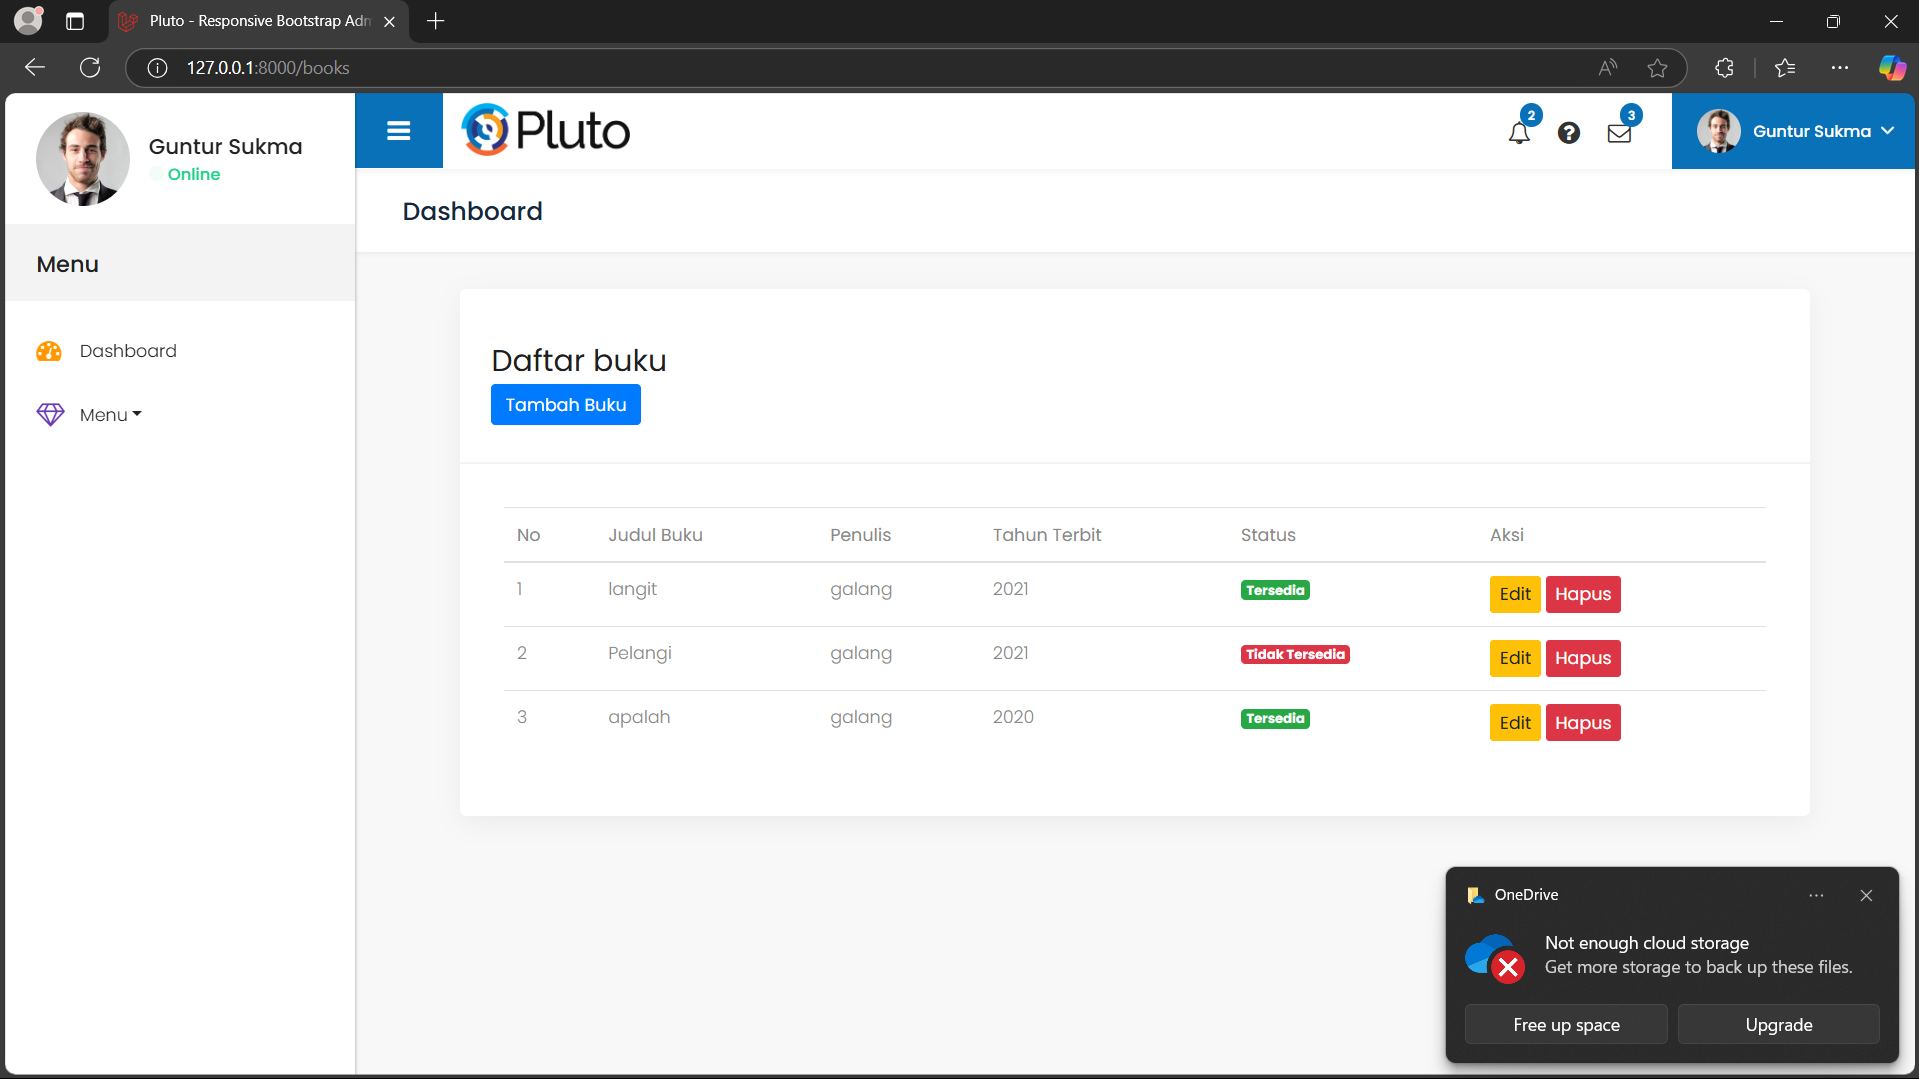 Pluto - Responsive Bootstrap Adm
127.0.0.1:8000/books
Guntur Sukma
Online
Pluto
2
3
Guntur Sukma
Dashboard
Menu
Dashboard
Menu
Daftar buku
Tambah Buku
No Judul Buku Penulis Tahun Terbit Status Aksi
1 langit galang 2021 Tersedia Edit Hapus
2 Pelangi galang 2021 Tidak Tersedia Edit Hapus
3 apalah galang 2020 Tersedia Edit Hapus
OneDrive
Not enough cloud storage
Get more storage to back up these files.
Free up space Upgrade